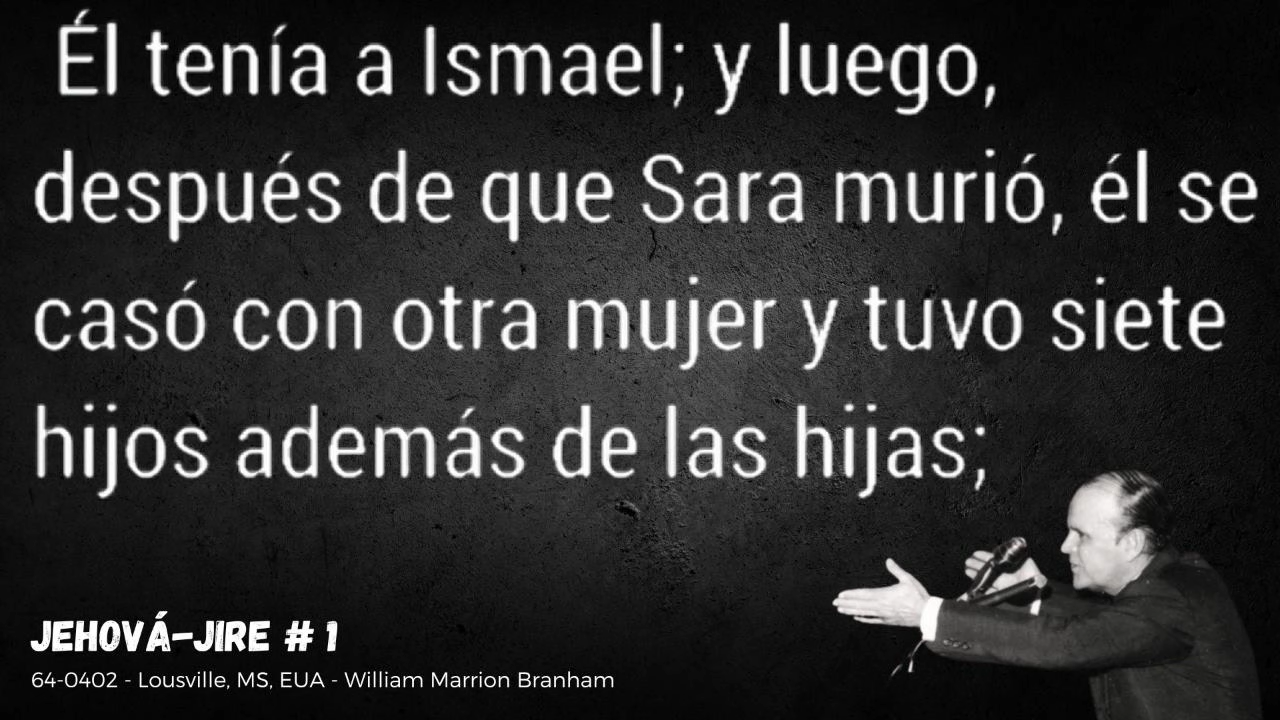 Él tenía a Ismael; y luego,
después de que Sara murió, él se
casó con otra mujer y tuvo siete
hijos además de las hijas;
JEHOVÁ-JIRE # 1
64-0402 - Lousville, MS, EUA - William Marrion Branham